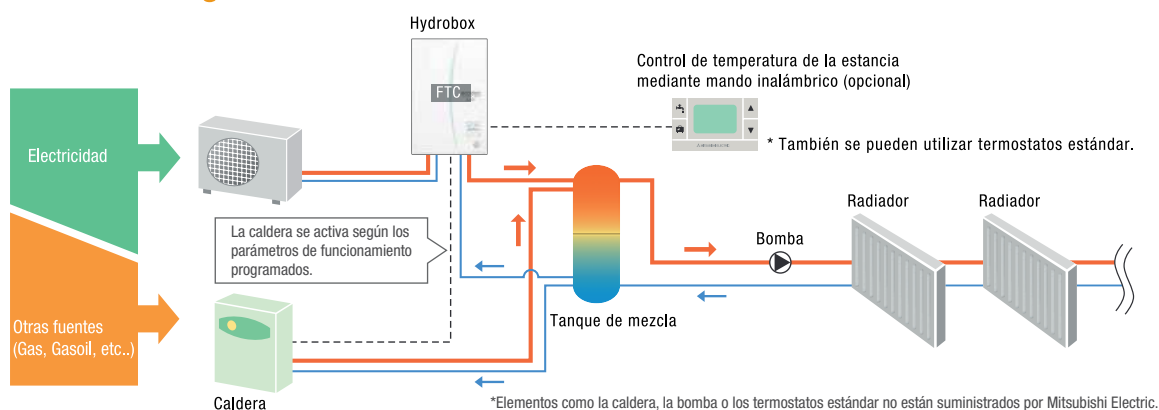 Hydrobox
Control de temperatura de la estancia
mediante mando inalámbrico (opcional)
FTC
* También se pueden utilizar termostatos estándar.
Electricidad
La caldera se activa según los
parámetros de funcionamiento
programados.
Radiador
Radiador
Bomba
Tanque de mezcla
Otras fuentes
(Gas, Gasoil, etc..)
Caldera
*Elementos como la caldera, la bomba o los termostatos estándar no están suministrados por Mitsubishi Electric.